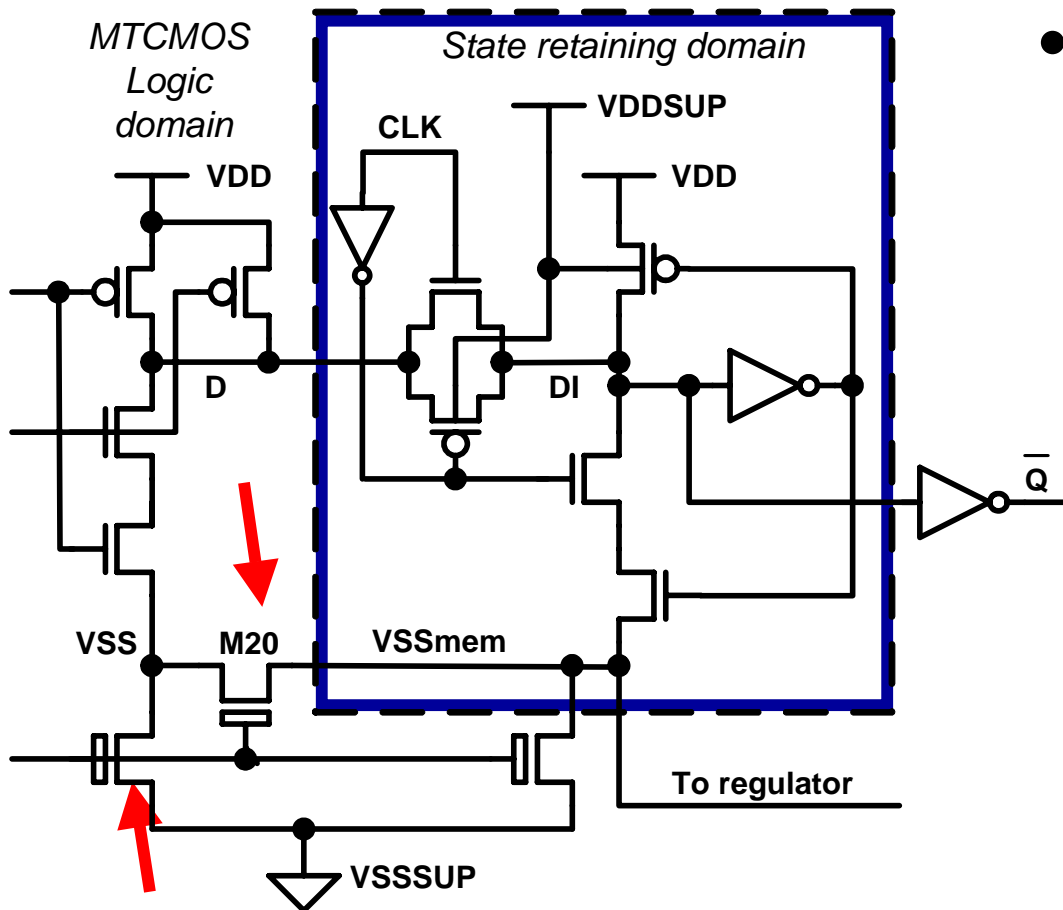 MTCMOS
Logic
domain
State retaining domain
VDDSUP
CLK
VDD
VDD
D
DI
Q
VSS
M20
VSSmem
To regulator
VSSSUP